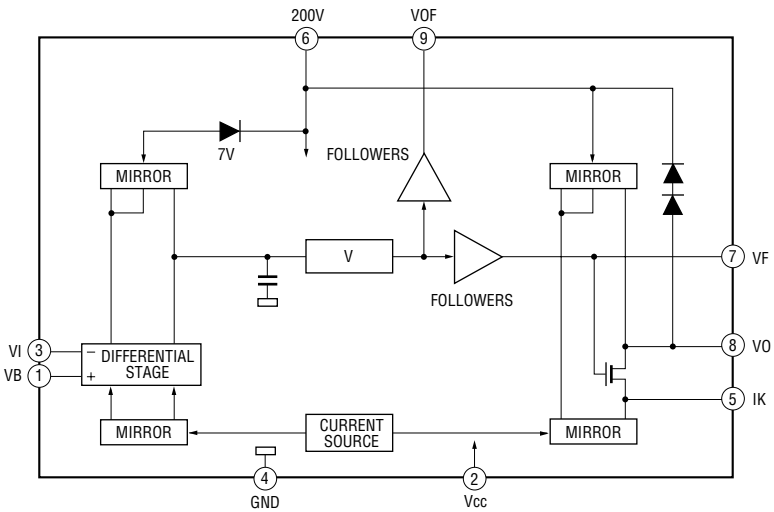 200V
VOF
6
9
7V
FOLLOWERS
MIRROR
MIRROR
V
7
VF
FOLLOWERS
VI
3
–
DIFFERENTIAL
STAGE
8
VO
VB
1
+
5
IK
MIRROR
CURRENT
SOURCE
MIRROR
4
2
GND
Vcc